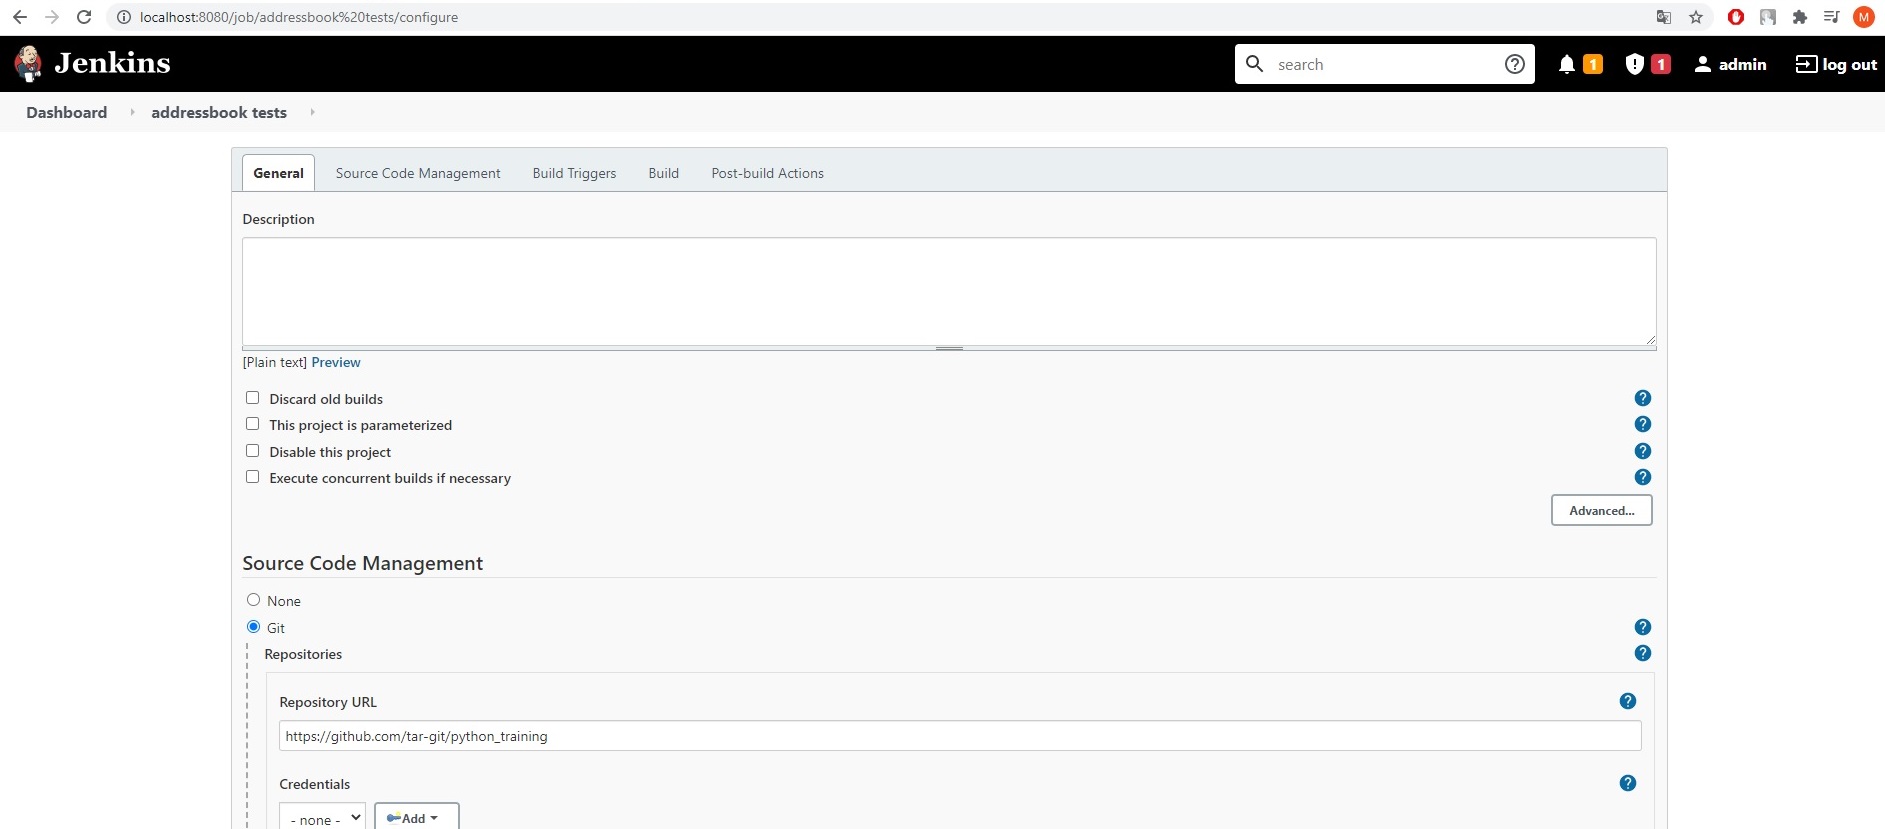 localhost:8080/job/addressbook%20tests/configure
M
Jenkins
search
1
1
admin
log out
Dashboard
addressbook tests
General
Source Code Management
Build Triggers
Build
Post-build Actions
Description
[Plain text] Preview
Discard old builds
This project is parameterized
Disable this project
Execute concurrent builds if necessary
Advanced...
Source Code Management
None
Git
Repositories
Repository URL
https://github.com/tar-git/python_training
Credentials
- none -
Add